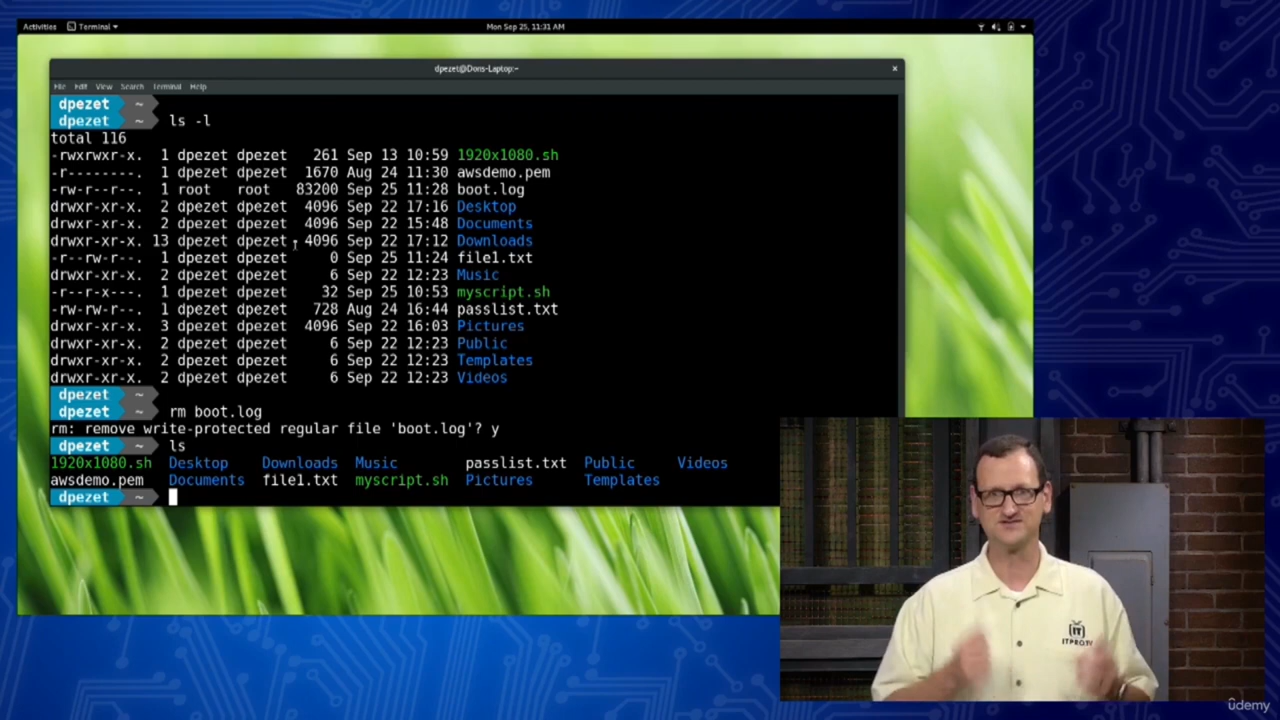 Activities Terminal Mon Sep 25, 11:31 AM
dpezet@Dons-Laptop:~ ×
File Edit View Search Terminal Help
dpezet ~
dpezet ~ ls -l
total 116
-rwxrwxr-x. 1 dpezet dpezet 261 Sep 13 10:59 1920x1080.sh
-r--------. 1 dpezet dpezet 1670 Aug 24 11:30 awsdemo.pem
-rw-r--r--. 1 root root 83200 Sep 25 11:28 boot.log
drwxr-xr-x. 2 dpezet dpezet 4096 Sep 22 17:16 Desktop
drwxr-xr-x. 2 dpezet dpezet 4096 Sep 22 15:48 Documents
drwxr-xr-x. 13 dpezet dpezet 4096 Sep 22 17:12 Downloads
-r--rw-r--. 1 dpezet dpezet 0 Sep 25 11:24 file1.txt
drwxr-xr-x. 2 dpezet dpezet 6 Sep 22 12:23 Music
-r--r-x---. 1 dpezet dpezet 32 Sep 25 10:53 myscript.sh
-rw-rw-r--. 1 dpezet dpezet 728 Aug 24 16:44 passlist.txt
drwxr-xr-x. 3 dpezet dpezet 4096 Sep 22 16:03 Pictures
drwxr-xr-x. 2 dpezet dpezet 6 Sep 22 12:23 Public
drwxr-xr-x. 2 dpezet dpezet 6 Sep 22 12:23 Templates
drwxr-xr-x. 2 dpezet dpezet 6 Sep 22 12:23 Videos
dpezet ~
dpezet ~ rm boot.log
rm: remove write-protected regular file 'boot.log'? y
dpezet ~ ls
1920x1080.sh Desktop Downloads Music passlist.txt Public Videos
awsdemo.pem Documents file1.txt myscript.sh Pictures Templates
dpezet ~
IT
ITPROTV
ûdemy